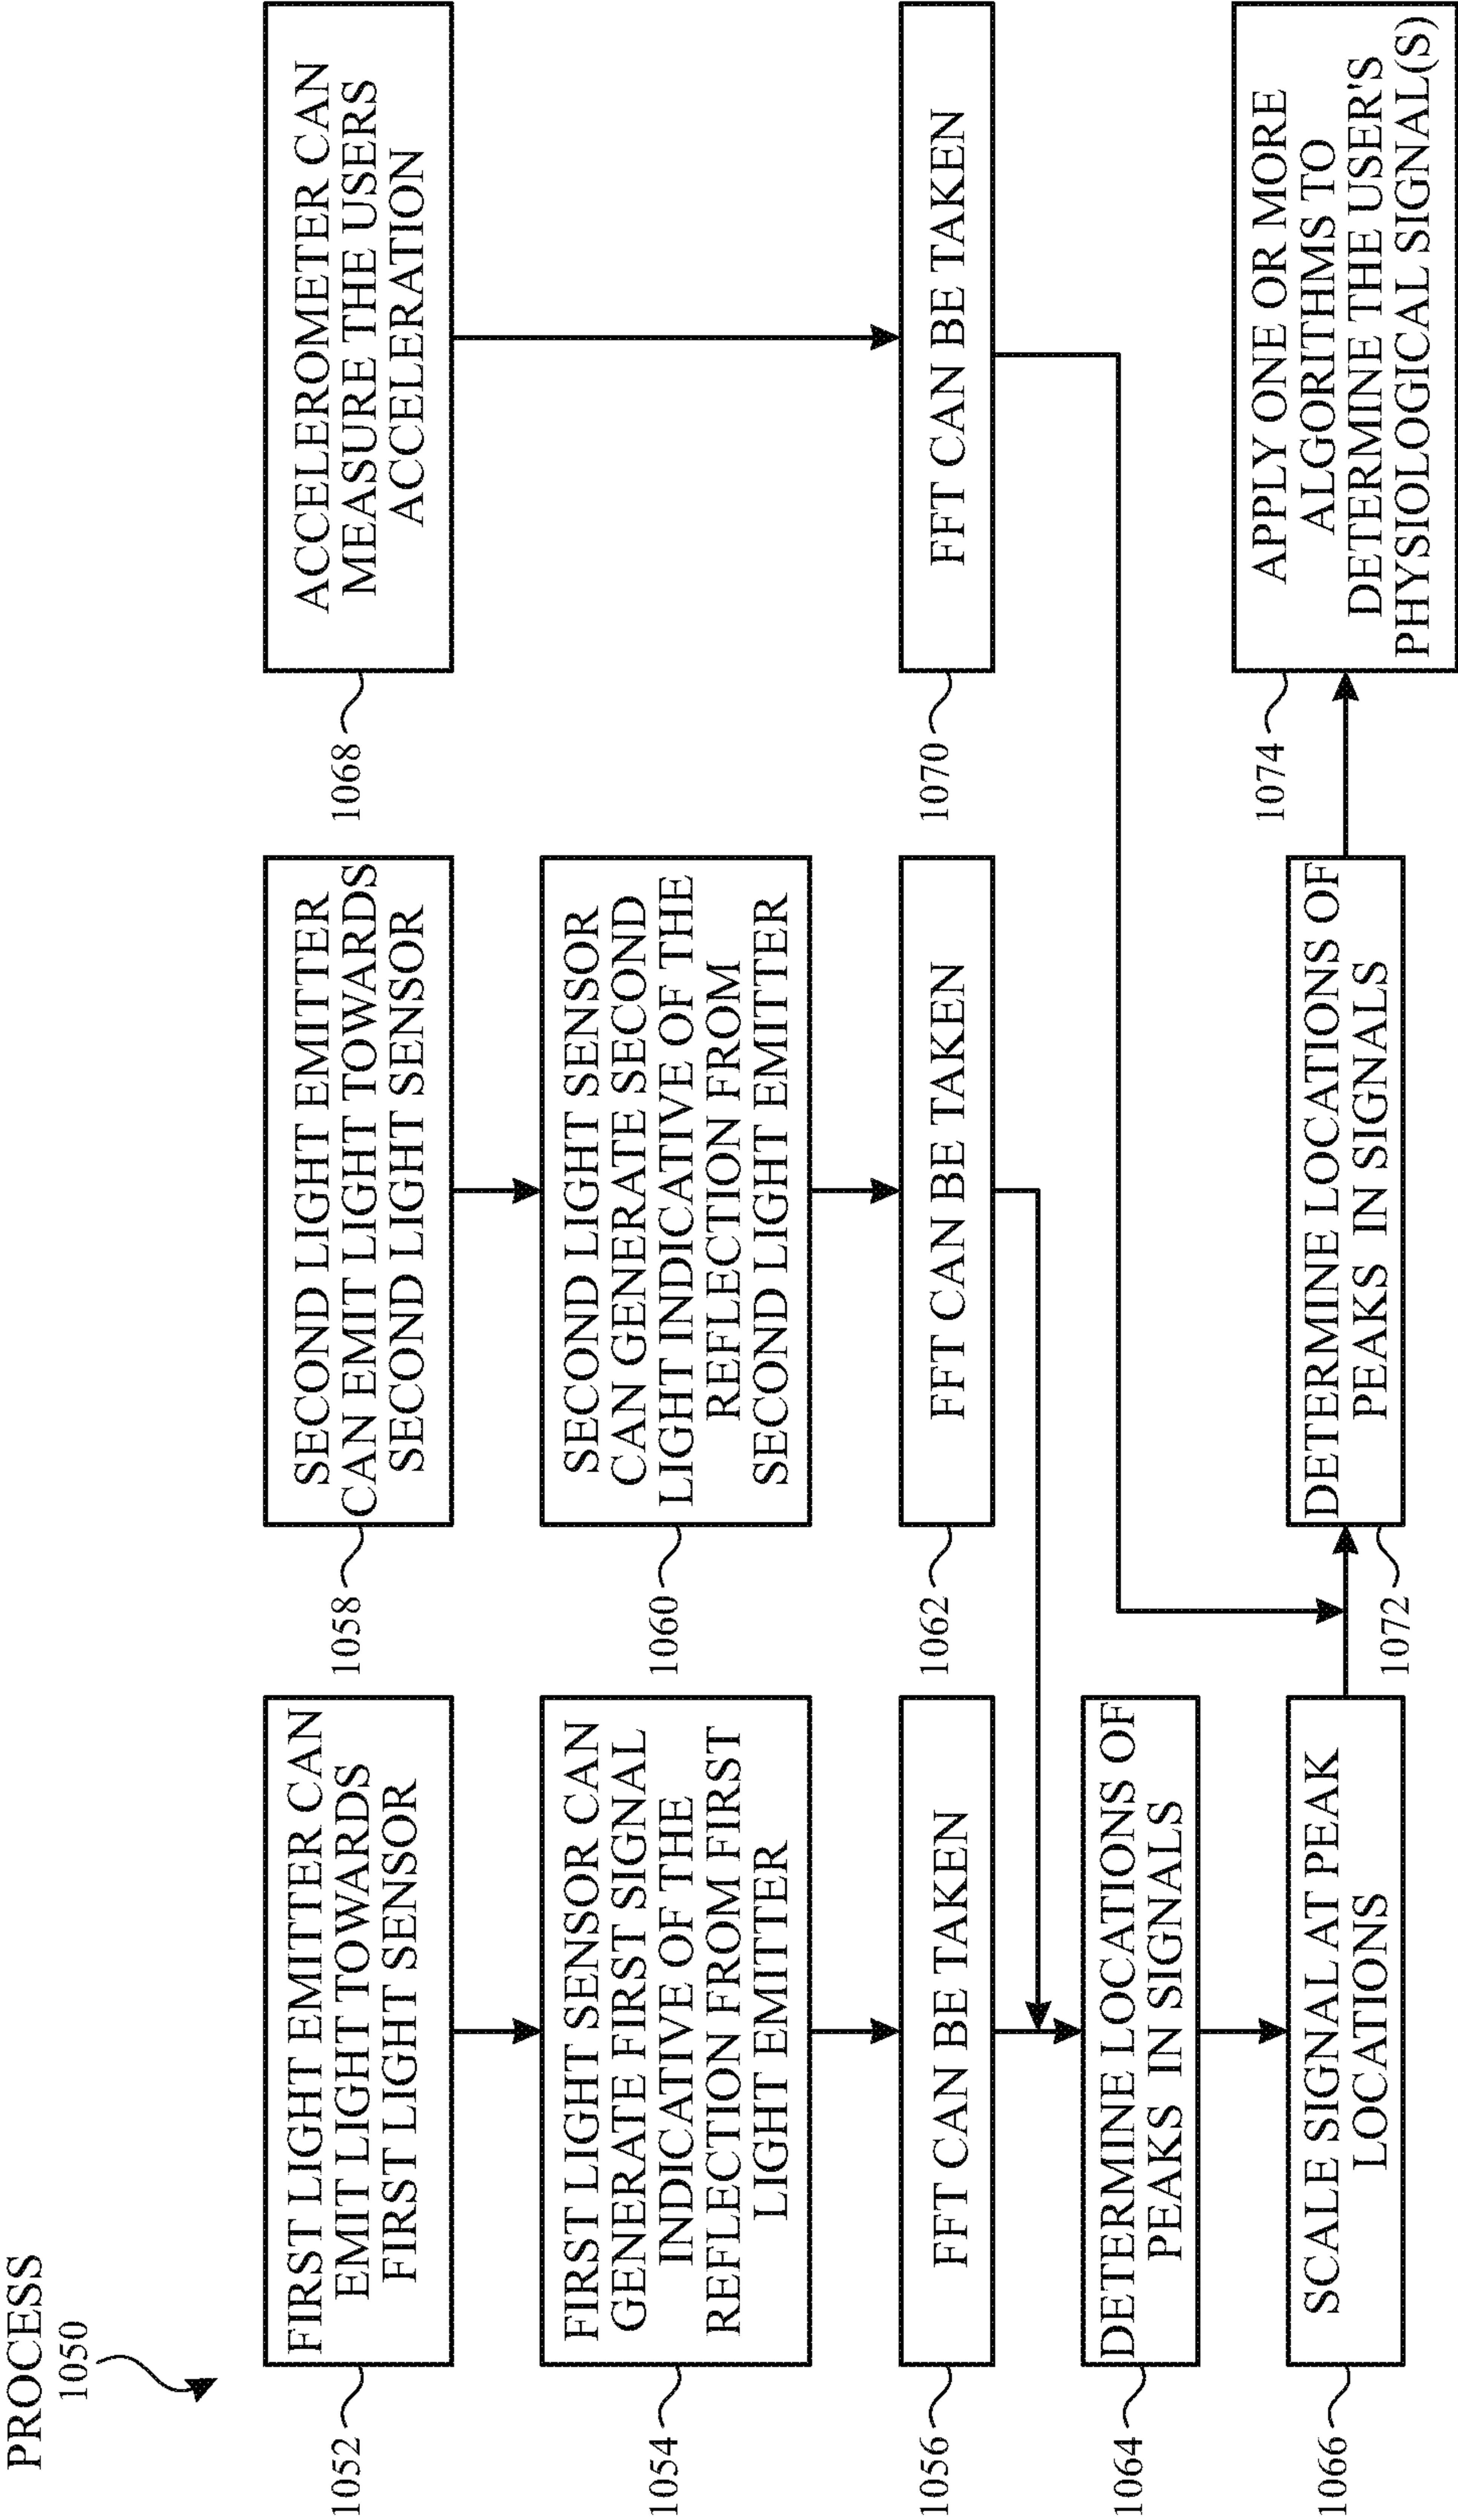 PROCESS
1050
1052
FIRST LIGHT EMITTER CAN
EMIT LIGHT TOWARDS
FIRST LIGHT SENSOR
1058
SECOND LIGHT EMITTER
CAN EMIT LIGHT TOWARDS
SECOND LIGHT SENSOR
1068
ACCELEROMETER CAN
MEASURE THE USERS
ACCELERATION
1054
FIRST LIGHT SENSOR CAN
GENERATE FIRST SIGNAL
INDICATIVE OF THE
REFLECTION FROM FIRST
LIGHT EMITTER
1060
SECOND LIGHT SENSOR
CAN GENERATE SECOND
LIGHT INDICATIVE OF THE
REFLECTION FROM
SECOND LIGHT EMITTER
1056
FFT CAN BE TAKEN
1062
FFT CAN BE TAKEN
1070
FFT CAN BE TAKEN
1064
DETERMINE LOCATIONS OF
PEAKS IN SIGNALS
1066
SCALE SIGNAL AT PEAK
LOCATIONS
1072
DETERMINE LOCATIONS OF
PEAKS IN SIGNALS
1074
APPLY ONE OR MORE
ALGORITHMS TO
DETERMINE THE USER'S
PHYSIOLOGICAL SIGNAL(S)